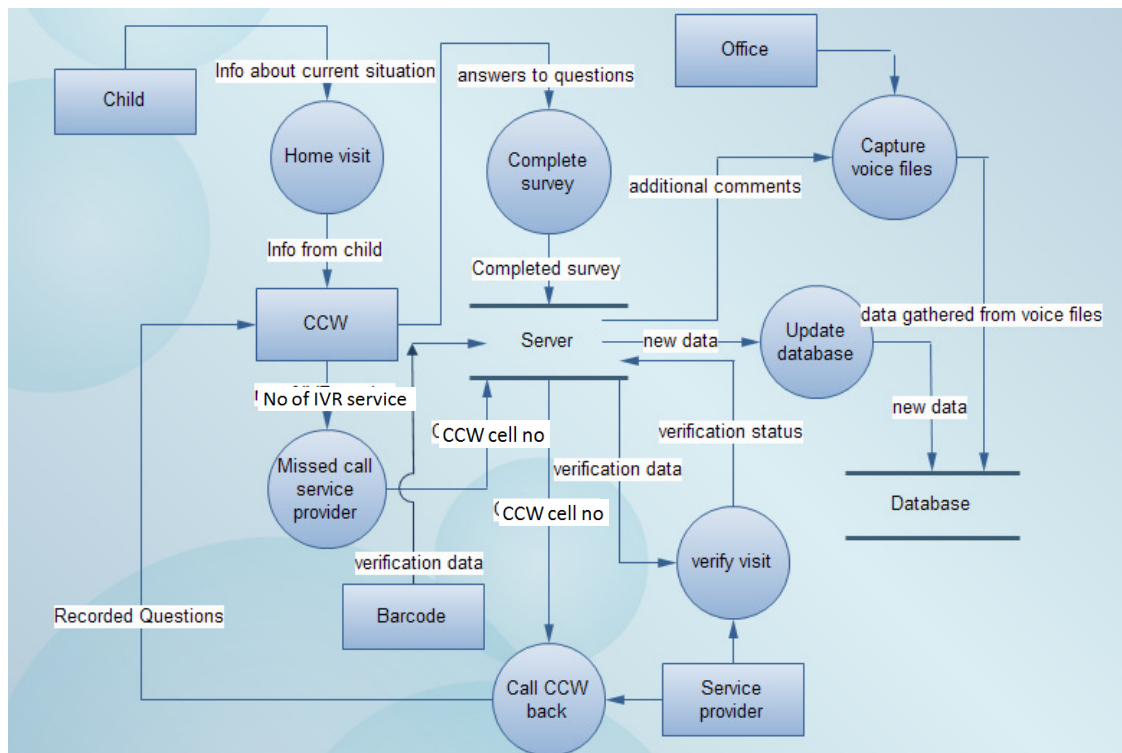 Child
Info about current situation
Home visit
Info from child
CCW
No of IVR service
Missed call
service
provider
answers to questions
Complete
survey
Completed survey
Server
CCW cell no
CCW cell no
verification data
verification data
Barcode
Recorded Questions
Call CCW
back
Office
Capture
voice files
additional comments
new data
Update
database
data gathered from voice files
new data
Database
verification status
verify visit
Service
provider